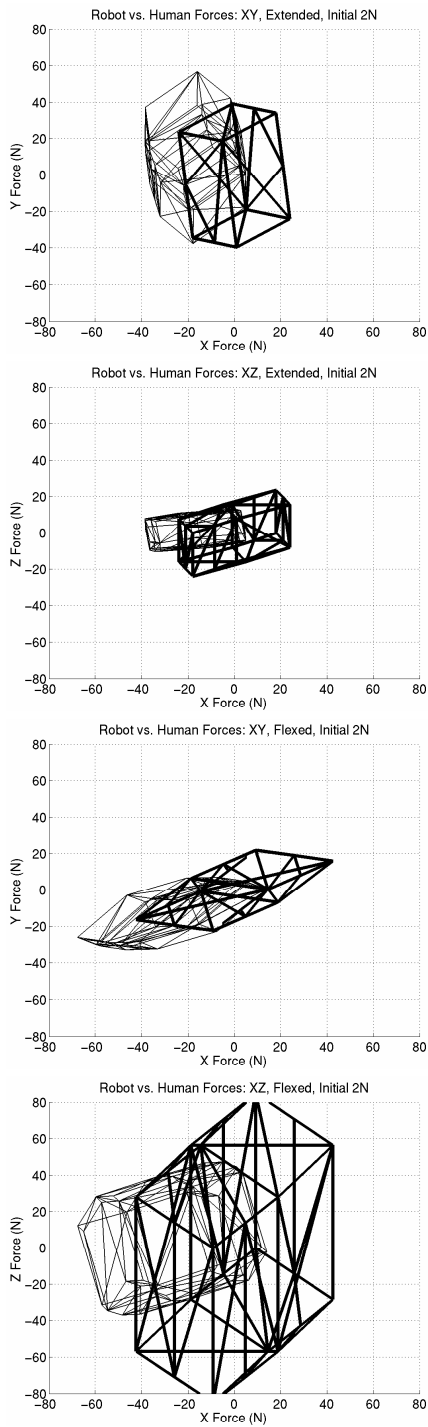 Robot vs. Human Forces: XY, Extended, Initial 2N
80
60
40
20
0
−20
−40
−60
−80
Y Force (N)
−80 −60 −40 −20 0 20 40 60 80
X Force (N)
Robot vs. Human Forces: XZ, Extended, Initial 2N
80
60
40
20
0
−20
−40
−60
−80
Z Force (N)
−80 −60 −40 −20 0 20 40 60 80
X Force (N)
Robot vs. Human Forces: XY, Flexed, Initial 2N
80
60
40
20
0
−20
−40
−60
−80
Y Force (N)
−80 −60 −40 −20 0 20 40 60 80
X Force (N)
Robot vs. Human Forces: XZ, Flexed, Initial 2N
80
60
40
20
0
−20
−40
−60
−80
Z Force (N)
−80 −60 −40 −20 0 20 40 60 80
X Force (N)